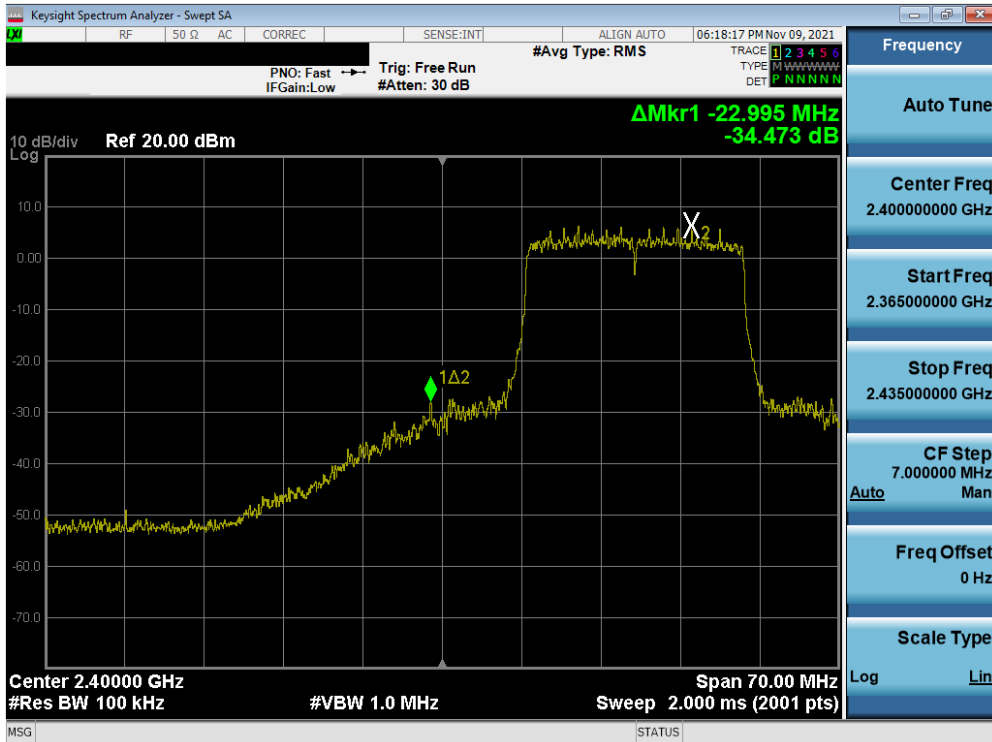 Keysight Spectrum Analyzer - Swept SA
LXI RF 50 Ω AC CORREC SENSE:INT ALIGN AUTO 06:18:17 PM Nov 09, 2021
#Avg Type: RMS
TRACE 1 2 3 4 5 6
TYPE M W W W W W
DET P N N N N N
PNO: Fast
IFGain:Low
Trig: Free Run
#Atten: 30 dB
ΔMkr1 -22.995 MHz
-34.473 dB
10 dB/div Ref 20.00 dBm
Log
10.0
0.00
-10.0
-20.0
-30.0
-40.0
-50.0
-60.0
-70.0
X2
1Δ2
Center 2.40000 GHz Span 70.00 MHz
#Res BW 100 kHz #VBW 1.0 MHz Sweep 2.000 ms (2001 pts)
MSG STATUS
Frequency
Auto Tune
Center Freq
2.400000000 GHz
Start Freq
2.365000000 GHz
Stop Freq
2.435000000 GHz
CF Step
7.000000 MHz
Auto Man
Freq Offset
0 Hz
Scale Type
Log Lin